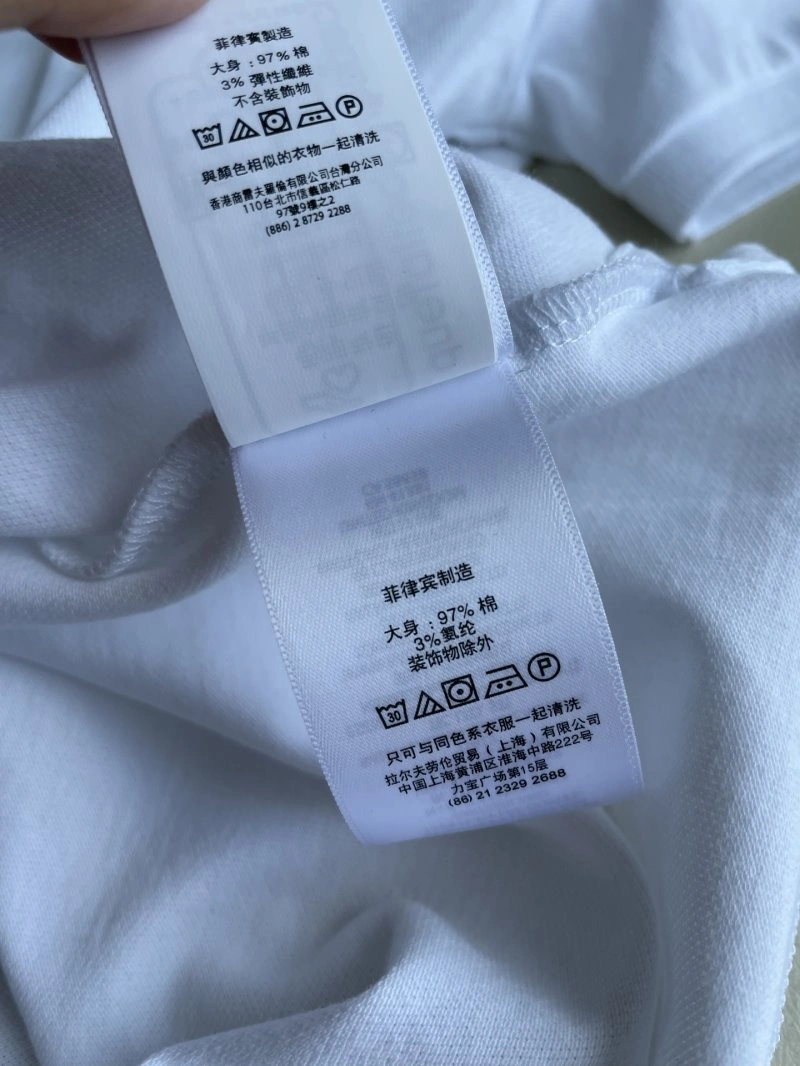 菲律賓製造
大身：97% 棉
3% 彈性纖維
不含裝飾物
30 P
與顏色相似的衣物一起清洗
香港商雷夫羅倫有限公司台灣分公司
110台北市信義區松仁路
97號9樓之2
(886) 2 8729 2288
菲律宾制造
大身：97% 棉
3%氨纶
装饰物除外
30 P
只可与同色系衣服一起清洗
拉尔夫劳伦贸易（上海）有限公司
中国上海黄浦区淮海中路222号
力宝广场第15层
(86) 21 2329 2688